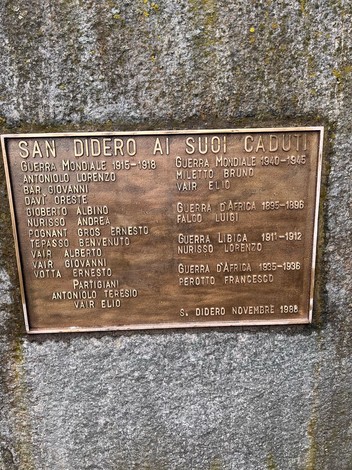 SAN DIDERO AI SUOI CADUTI
GUERRA MONDIALE 1915-1918
ANTONIOLO LORENZO
BAR GIOVANNI
DAVÌ ORESTE
GIOBERTO ALBINO
NURISSO ANDREA
POGNANT GROS ERNESTO
TEPASSO BENVENUTO
VAIR ALBERTO
VAIR GIOVANNI
VOTTA ERNESTO
PARTIGIANI
ANTONIOLO TERESIO
VAIR ELIO
GUERRA MONDIALE 1940-1945
MILETTO BRUNO
VAIR ELIO
GUERRA D'AFRICA 1895-1896
FALCO LUIGI
GUERRA LIBICA 1911-1912
NURISSO LORENZO
GUERRA D'AFRICA 1935-1936
PEROTTO FRANCESCO
S. DIDERO NOVEMBRE 1988